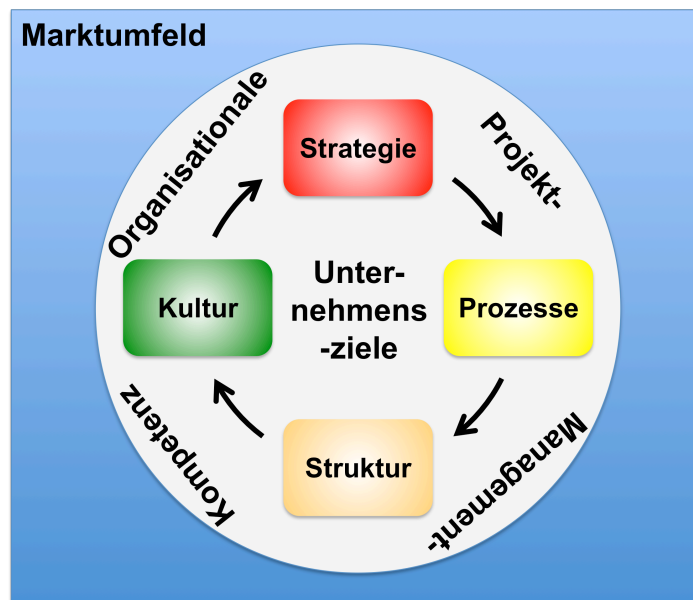 Marktumfeld
Organisationale
Projekt-
Management-
Kompetenz
Strategie
Prozesse
Struktur
Kultur
Unter-
nehmens
-ziele